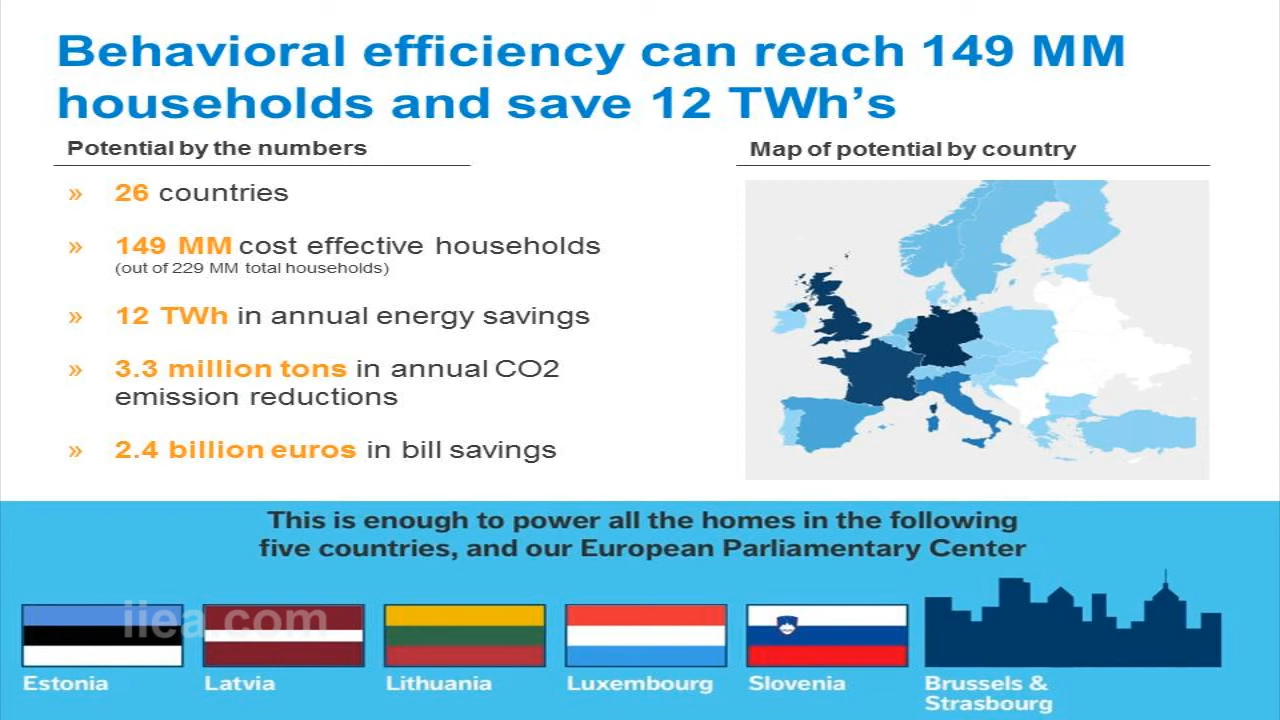 Behavioral efficiency can reach 149 MM
households and save 12 TWh’s
Potential by the numbers
» 26 countries
» 149 MM cost effective households
(out of 229 MM total households)
» 12 TWh in annual energy savings
» 3.3 million tons in annual CO2
emission reductions
» 2.4 billion euros in bill savings
Map of potential by country
This is enough to power all the homes in the following
five countries, and our European Parliamentary Center
iiea.com
Estonia
Latvia
Lithuania
Luxembourg
Slovenia
Brussels &
Strasbourg